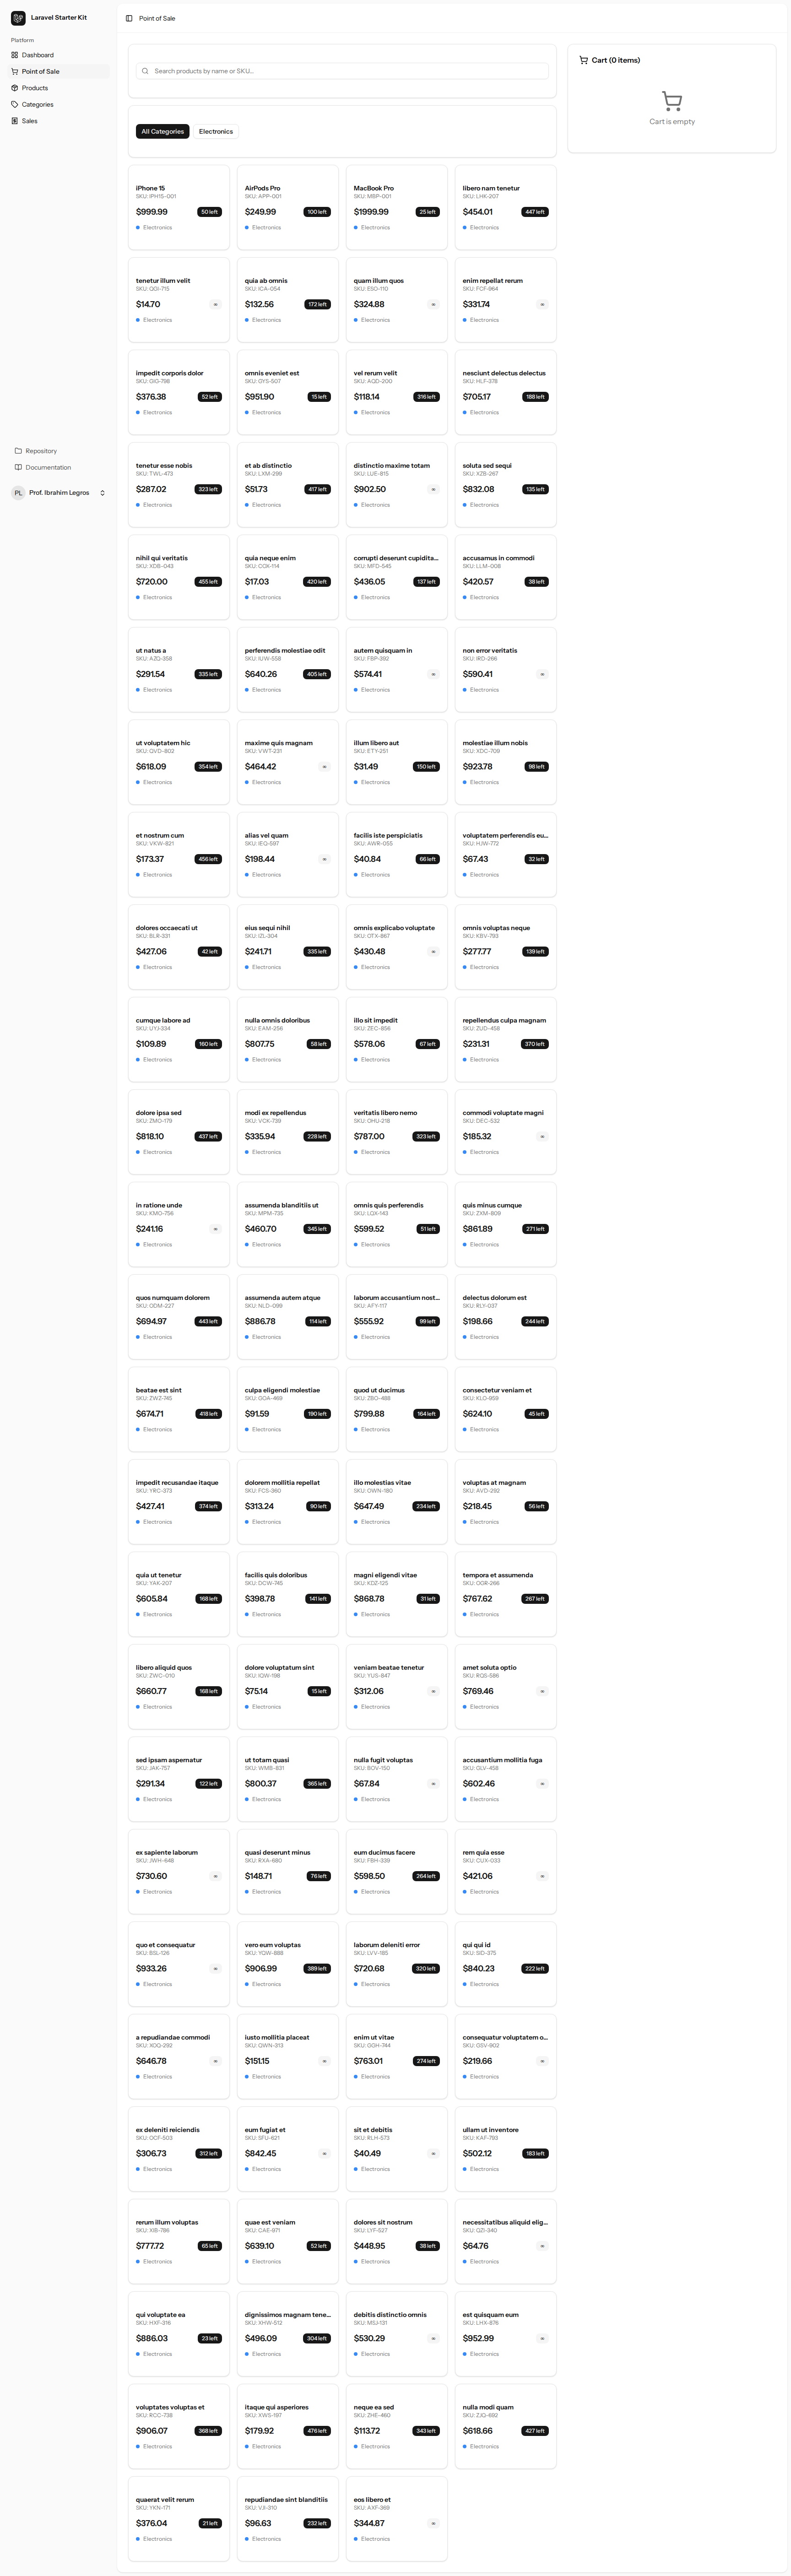 Laravel Starter Kit
Platform
Dashboard
Point of Sale
Products
Categories
Sales
Repository
Documentation
PL Prof. Ibrahim Legros
Point of Sale
Search products by name or SKU...
All Categories Electronics
Cart (0 items)
Cart is empty
iPhone 15
SKU: IPH15-001
$999.99 50 left
Electronics
AirPods Pro
SKU: APP-001
$249.99 100 left
Electronics
MacBook Pro
SKU: MBP-001
$1999.99 25 left
Electronics
libero nam tenetur
SKU: LHK-207
$454.01 447 left
Electronics
tenetur illum velit
SKU: QDI-715
$14.70 ∞
Electronics
quia ab omnis
SKU: ICA-054
$132.56 172 left
Electronics
quam illum quos
SKU: ESG-110
$324.88 ∞
Electronics
enim repellat rerum
SKU: FCF-964
$331.74 ∞
Electronics
impedit corporis dolor
SKU: GIG-798
$376.38 52 left
Electronics
omnis eveniet est
SKU: GYS-507
$951.90 15 left
Electronics
vel rerum velit
SKU: AQD-200
$118.14 316 left
Electronics
nesciunt delectus delectus
SKU: HLF-378
$705.17 188 left
Electronics
tenetur esse nobis
SKU: TWL-473
$287.02 323 left
Electronics
et ab distinctio
SKU: LXM-299
$51.73 417 left
Electronics
distinctio maxime totam
SKU: LUE-815
$902.50 ∞
Electronics
soluta sed sequi
SKU: XZB-267
$832.08 135 left
Electronics
nihil qui veritatis
SKU: XDB-043
$720.00 455 left
Electronics
quia neque enim
SKU: COX-114
$17.03 420 left
Electronics
corrupti deserunt cupidita...
SKU: MFD-545
$436.05 137 left
Electronics
accusamus in commodi
SKU: LLM-008
$420.57 38 left
Electronics
ut natus a
SKU: AZQ-358
$291.54 335 left
Electronics
perferendis molestiae odit
SKU: IUW-558
$640.26 405 left
Electronics
autem quisquam in
SKU: FBP-392
$574.41 ∞
Electronics
non error veritatis
SKU: IRD-266
$590.41 ∞
Electronics
ut voluptatem hic
SKU: QVD-802
$618.09 354 left
Electronics
maxime quis magnam
SKU: VWT-231
$464.42 ∞
Electronics
illum libero aut
SKU: ETY-251
$31.49 150 left
Electronics
molestiae illum nobis
SKU: XDC-709
$923.78 98 left
Electronics
et nostrum cum
SKU: VKW-821
$173.37 456 left
Electronics
alias vel quam
SKU: IEQ-597
$198.44 ∞
Electronics
facilis iste perspiciatis
SKU: AWR-055
$40.84 66 left
Electronics
voluptatem perferendis eu...
SKU: HJW-772
$67.43 32 left
Electronics
dolores occaecati ut
SKU: BLR-331
$427.06 42 left
Electronics
eius sequi nihil
SKU: IZL-304
$241.71 335 left
Electronics
omnis explicabo voluptate
SKU: OTX-867
$430.48 ∞
Electronics
omnis voluptas neque
SKU: KBV-793
$277.77 139 left
Electronics
cumque labore ad
SKU: UYJ-334
$109.89 160 left
Electronics
nulla omnis doloribus
SKU: EAM-256
$807.75 58 left
Electronics
illo sit impedit
SKU: ZEC-856
$578.06 67 left
Electronics
repellendus culpa magnam
SKU: ZUD-458
$231.31 370 left
Electronics
dolore ipsa sed
SKU: ZMO-179
$818.10 437 left
Electronics
modi ex repellendus
SKU: VCK-739
$335.94 228 left
Electronics
veritatis libero nemo
SKU: OHU-218
$787.00 323 left
Electronics
commodi voluptate magni
SKU: DEC-532
$185.32 ∞
Electronics
in ratione unde
SKU: KMO-756
$241.16 ∞
Electronics
assumenda blanditiis ut
SKU: MPM-735
$460.70 345 left
Electronics
omnis quis perferendis
SKU: LQX-143
$599.52 51 left
Electronics
quis minus cumque
SKU: ZXM-809
$861.89 271 left
Electronics
quos numquam dolorem
SKU: ODM-227
$694.97 443 left
Electronics
assumenda autem atque
SKU: NLD-099
$886.78 114 left
Electronics
laborum accusantium nost...
SKU: AFY-117
$555.92 99 left
Electronics
delectus dolorum est
SKU: RLY-037
$198.66 244 left
Electronics
beatae est sint
SKU: ZWZ-745
$674.71 418 left
Electronics
culpa eligendi molestiae
SKU: GGA-469
$91.59 190 left
Electronics
quod ut ducimus
SKU: ZBO-488
$799.88 164 left
Electronics
consectetur veniam et
SKU: KLO-859
$624.10 45 left
Electronics
impedit recusandae itaque
SKU: YRC-373
$427.41 374 left
Electronics
dolorem mollitia repellat
SKU: FCS-360
$313.24 90 left
Electronics
illo molestias vitae
SKU: OWN-180
$647.49 234 left
Electronics
voluptas at magnam
SKU: AVD-292
$218.45 56 left
Electronics
quia ut tenetur
SKU: YAK-207
$605.84 168 left
Electronics
facilis quis doloribus
SKU: DCW-745
$398.78 141 left
Electronics
magni eligendi vitae
SKU: KDZ-125
$868.78 31 left
Electronics
tempora et assumenda
SKU: OGR-266
$767.62 267 left
Electronics
libero aliquid quos
SKU: ZWC-010
$660.77 168 left
Electronics
dolore voluptatum sint
SKU: IQW-198
$75.14 15 left
Electronics
veniam beatae tenetur
SKU: YUS-847
$312.06 ∞
Electronics
amet soluta optio
SKU: RQS-586
$769.46 ∞
Electronics
sed ipsam aspernatur
SKU: JAK-757
$291.34 122 left
Electronics
ut totam quasi
SKU: WMB-831
$800.37 365 left
Electronics
nulla fugit voluptas
SKU: BOV-150
$67.84 ∞
Electronics
accusantium mollitia fuga
SKU: GLV-458
$602.46 ∞
Electronics
ex sapiente laborum
SKU: JWH-648
$730.60 ∞
Electronics
quasi deserunt minus
SKU: RXA-680
$148.71 76 left
Electronics
eum ducimus facere
SKU: FBH-339
$598.50 264 left
Electronics
rem quia esse
SKU: CUX-033
$421.06 ∞
Electronics
quo et consequatur
SKU: BSL-126
$933.26 ∞
Electronics
vero eum voluptas
SKU: YQW-888
$906.99 389 left
Electronics
laborum deleniti error
SKU: LVV-185
$720.68 320 left
Electronics
qui qui id
SKU: SID-375
$840.23 222 left
Electronics
a repudiandae commodi
SKU: XGQ-292
$646.78 ∞
Electronics
iusto mollitia placeat
SKU: QWN-313
$151.15 ∞
Electronics
enim ut vitae
SKU: GGH-744
$763.01 274 left
Electronics
consequatur voluptatem o...
SKU: GSV-902
$219.66 ∞
Electronics
ex deleniti reiciendis
SKU: OCF-503
$306.73 312 left
Electronics
eum fugiat et
SKU: SFU-621
$842.45 ∞
Electronics
sit et debitis
SKU: RLH-573
$40.49 ∞
Electronics
ullam ut inventore
SKU: KAF-793
$502.12 183 left
Electronics
rerum illum voluptas
SKU: XIB-786
$777.72 65 left
Electronics
quae est veniam
SKU: CAE-971
$639.10 52 left
Electronics
dolores sit nostrum
SKU: LYF-527
$448.95 38 left
Electronics
necessitatibus aliquid elig...
SKU: QZI-340
$64.76 ∞
Electronics
qui voluptate ea
SKU: HXF-316
$886.03 23 left
Electronics
dignissimos magnam tene...
SKU: XHW-512
$496.09 304 left
Electronics
debitis distinctio omnis
SKU: MSJ-131
$530.29 ∞
Electronics
est quisquam eum
SKU: LHX-876
$952.99 ∞
Electronics
voluptates voluptas et
SKU: RCC-738
$906.07 368 left
Electronics
itaque qui asperiores
SKU: XWS-197
$179.92 476 left
Electronics
neque ea sed
SKU: ZHE-460
$113.72 343 left
Electronics
nulla modi quam
SKU: ZJQ-692
$618.66 427 left
Electronics
quaerat velit rerum
SKU: YKN-171
$376.04 21 left
Electronics
repudiandae sint blanditiis
SKU: VJI-310
$96.63 232 left
Electronics
eos libero et
SKU: AXF-369
$344.87 ∞
Electronics